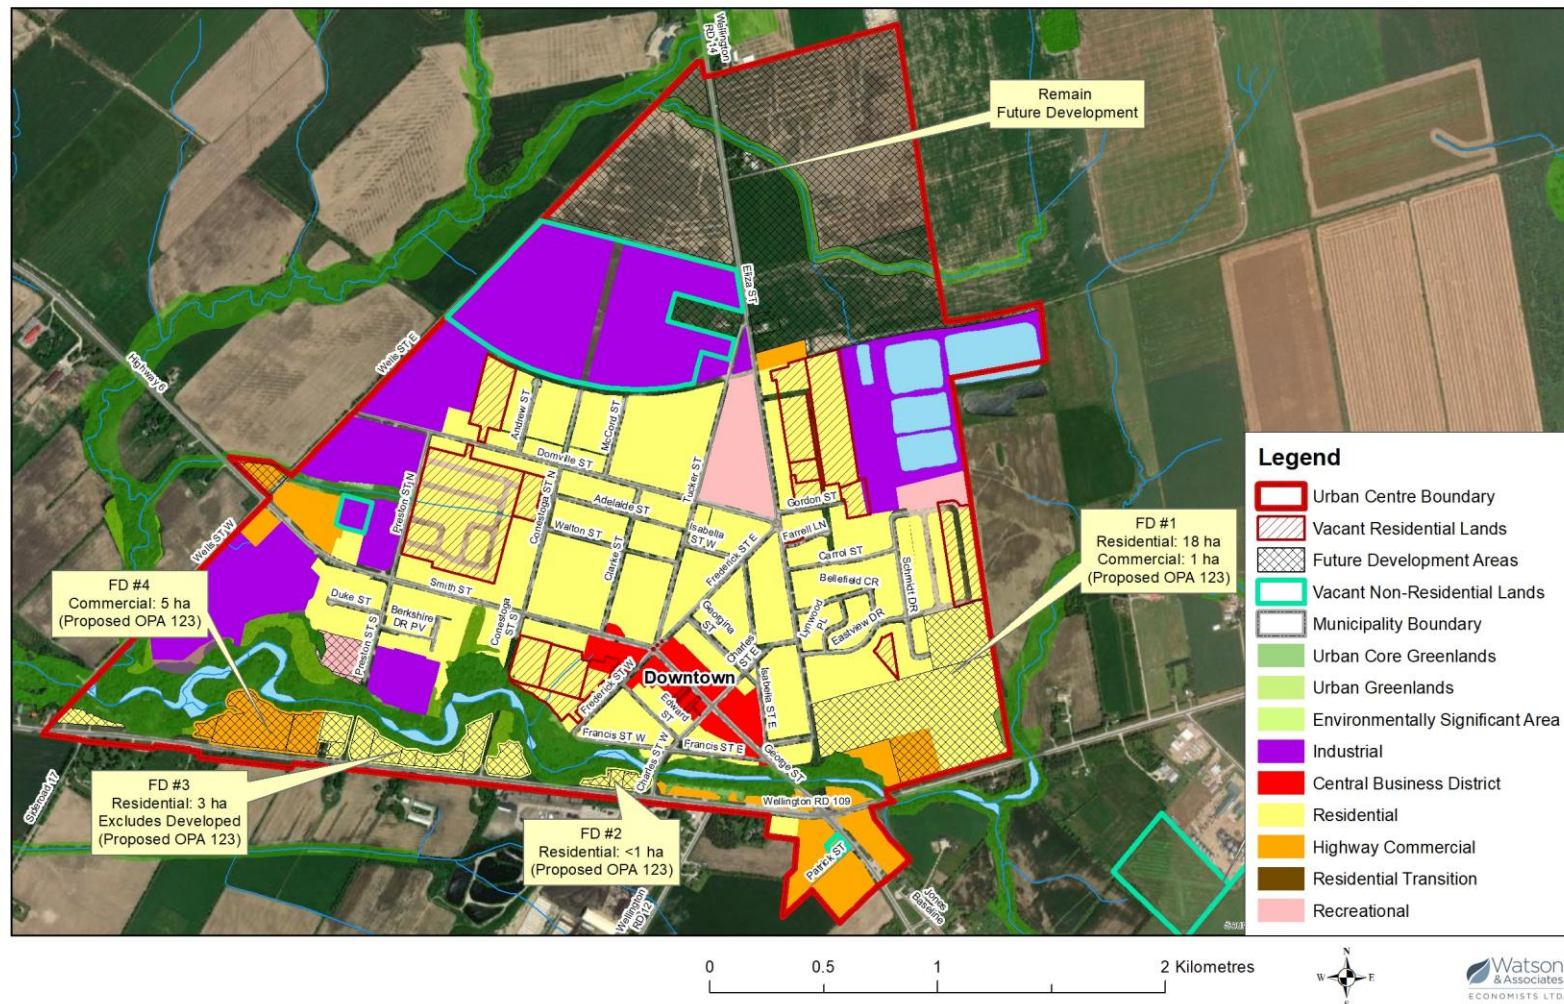 Wellington
RD 14
Remain
Future Development
Eliza ST
Wells ST E
Highway 6
Andrew ST
McCord ST
Domville ST
Tucker ST
Preston ST N
Conestoga ST N
Adelaide ST
Gordon ST
Walton ST
Isabella
ST W
Farrell LN
Frederick ST E
Wells ST W
Clarke ST
Carrol ST
Schmidt DR
FD #1
Residential: 18 ha
Commercial: 1 ha
(Proposed OPA 123)
FD #4
Commercial: 5 ha
(Proposed OPA 123)
Smith ST
Bellefield CR
Duke ST
Berkshire
DR PV
Conestoga
ST S
Georgina
ST
Lynwood
PL
Eastview DR
Charles
ST E
Preston ST S
Downtown
Frederick ST W
Isabella ST E
Edward
ST
Francis ST W
Francis ST E
Charles ST W
George ST
Sideroad 17
FD #3
Residential: 3 ha
Excludes Developed
(Proposed OPA 123)
Wellington RD 109
FD #2
Residential: <1 ha
(Proposed OPA 123)
Patrick ST
Jones
Baseline
Wellington
RD 12
Legend
Urban Centre Boundary
Vacant Residential Lands
Future Development Areas
Vacant Non-Residential Lands
Municipality Boundary
Urban Core Greenlands
Urban Greenlands
Environmentally Significant Area
Industrial
Central Business District
Residential
Highway Commercial
Residential Transition
Recreational
0 0.5 1 2 Kilometres
N
W E
S
Watson
& Associates
ECONOMISTS LTD